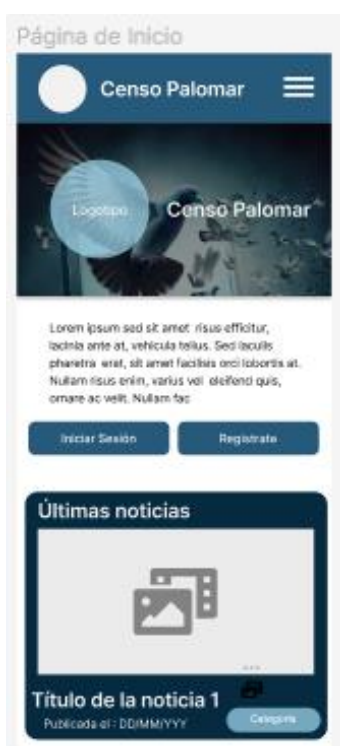 Página de Inicio
Censo Palomar
Logotipo
Censo Palomar
Lorem ipsum sed sit amet risus efficitur,
lacinia ante at, vehicula tellus. Sed iaculis
pharetra erat, sit amet facilisis orci lobortis at.
Nullam risus enim, varius vel eleifend quis,
ornare ac velit. Nullam fac
Iniciar Sesión
Registrate
Últimas noticias
Título de la noticia 1
Publicada el : DD/MM/YYY
Categoria